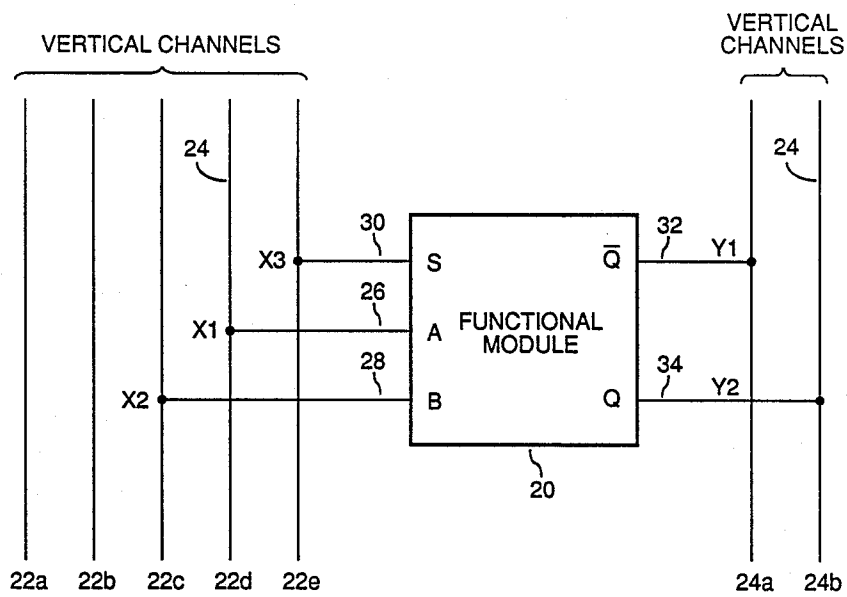 VERTICAL CHANNELS
VERTICAL
CHANNELS
24
24
30
32
X3
S
Q̅
Y1
26
X1
A
FUNCTIONAL
MODULE
28
34
X2
B
Q
Y2
20
22a 22b 22c 22d 22e 24a 24b